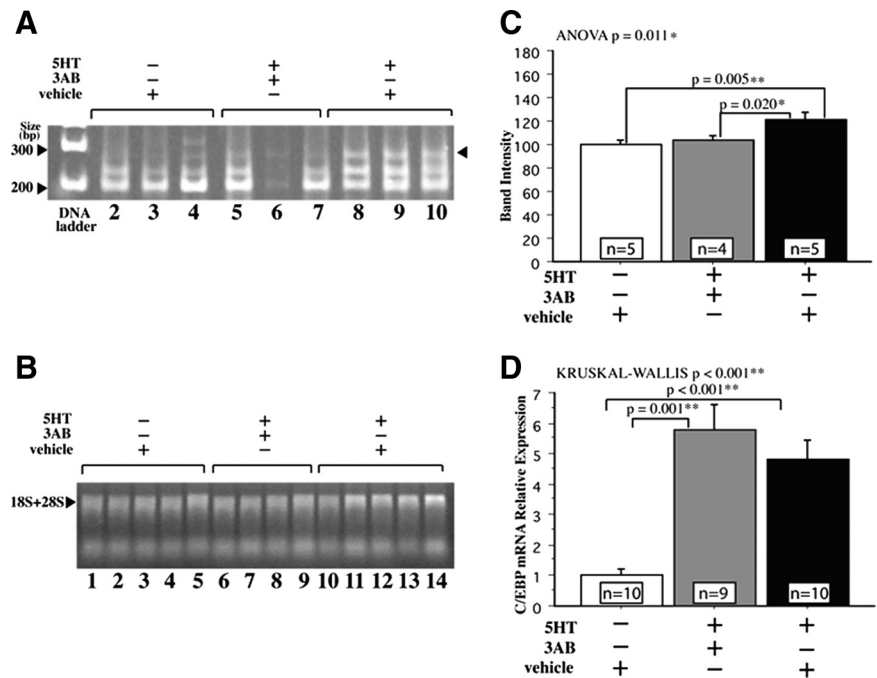 A
5HT − + +
3AB − + −
vehicle + − +
Size
(bp)
300
200
DNA
ladder
2 3 4 5 6 7 8 9 10
B
5HT − + +
3AB − + −
vehicle + − +
18S+28S
1 2 3 4 5 6 7 8 9 10 11 12 13 14
C
ANOVA p = 0.011*
180
160
140
120
100
80
60
40
20
0
Band Intensity
p = 0.005**
p = 0.020*
n=5 n=4 n=5
5HT − + +
3AB − + −
vehicle + − +
D
KRUSKAL-WALLIS p < 0.001**
7
6
5
4
3
2
1
0
C/EBP mRNA Relative Expression
p < 0.001**
p = 0.001**
n=10 n=9 n=10
5HT − + +
3AB − + −
vehicle + − +